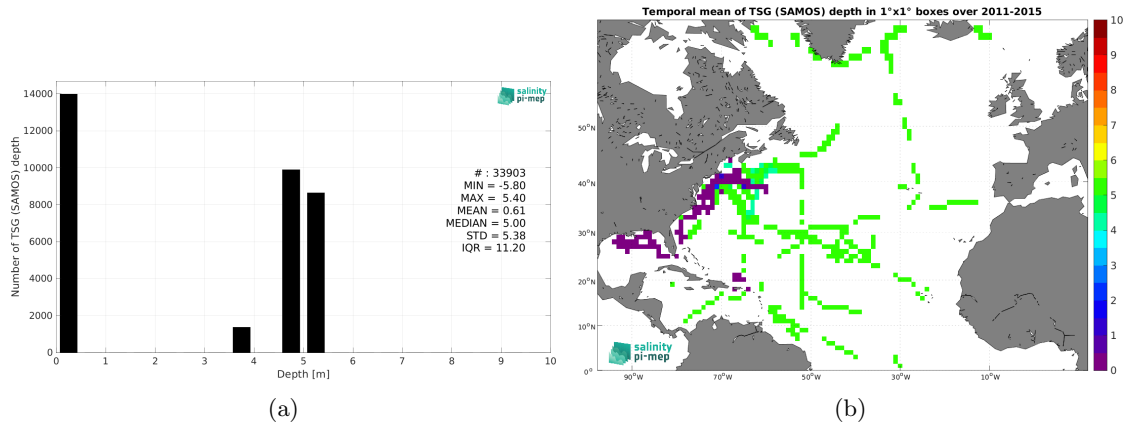 14000
12000
10000
8000
6000
4000
2000
0
Number of TSG (SAMOS) depth
0 1 2 3 4 5 6 7 8 9 10
Depth [m]
salinity
pi-mep
# : 33903
MIN = -5.80
MAX = 5.40
MEAN = 0.61
MEDIAN = 5.00
STD = 5.38
IQR = 11.20
(a)
Temporal mean of TSG (SAMOS) depth in 1°x1° boxes over 2011-2015
50°N
40°N
30°N
20°N
10°N
0°
90°W 70°W 50°W 30°W 10°W
salinity
pi-mep
10
9
8
7
6
5
4
3
2
1
0
(b)